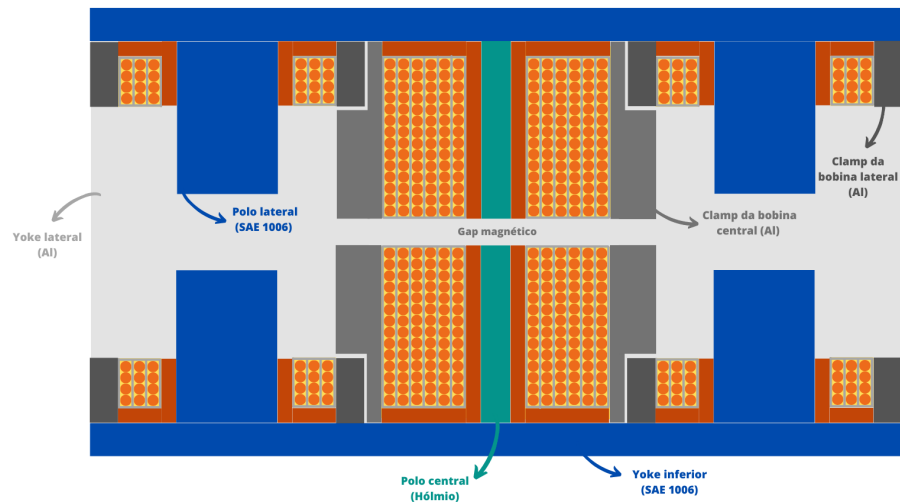 Clamp da
bobina lateral
(Al)
Polo lateral
(SAE 1006)
Clamp da bobina
central (Al)
Gap magnético
Yoke lateral
(Al)
Yoke inferior
(SAE 1006)
Polo central
(Hólmio)